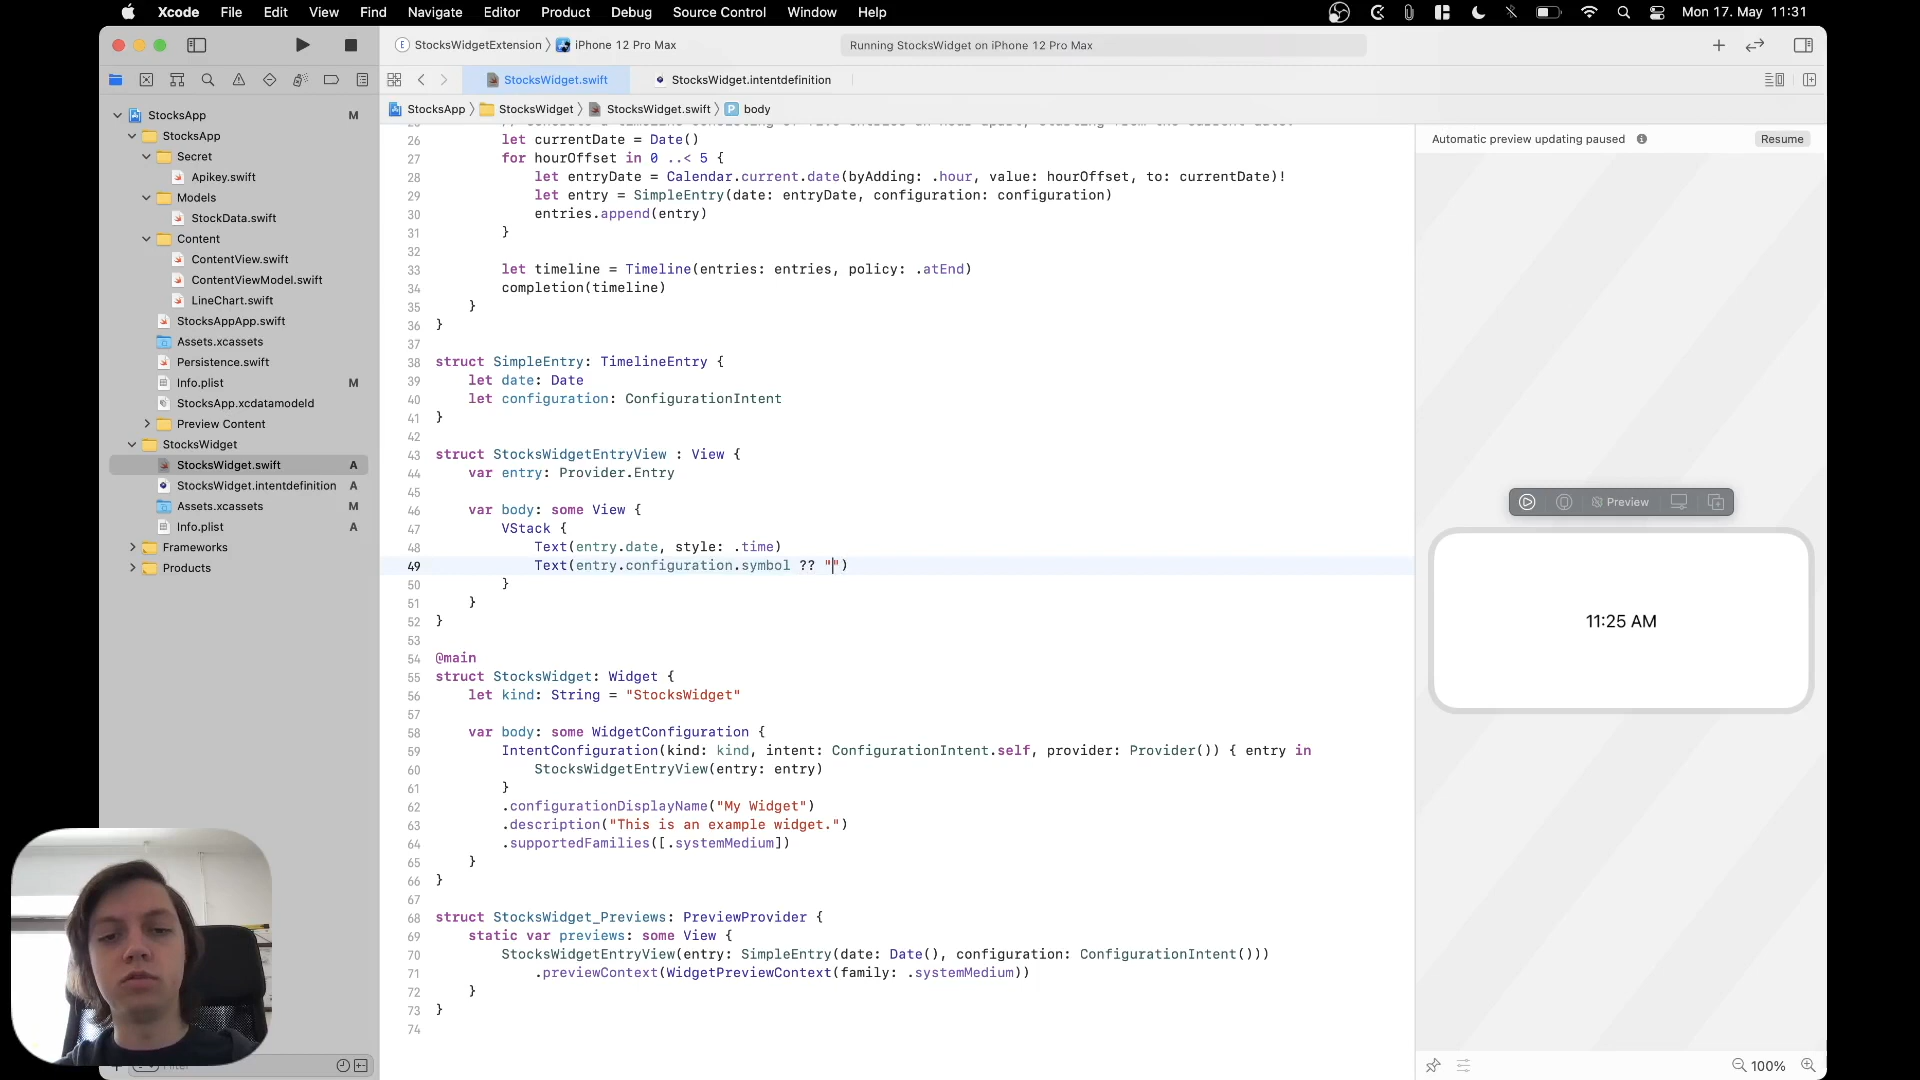 Xcode File Edit View Find Navigate Editor Product Debug Source Control Window Help Mon 17. May 11:31
StocksWidgetExtension iPhone 12 Pro Max Running StocksWidget on iPhone 12 Pro Max
StocksWidget.swift StocksWidget.intentdefinition
StocksApp StocksWidget StocksWidget.swift body
StocksApp M
StocksApp
Secret
Apikey.swift
Models
StockData.swift
Content
ContentView.swift
ContentViewModel.swift
LineChart.swift
StocksAppApp.swift
Assets.xcassets
Persistence.swift
Info.plist M
StocksApp.xcdatamodeld
Preview Content
StocksWidget
StocksWidget.swift A
StocksWidget.intentdefinition A
Assets.xcassets M
Info.plist A
Frameworks
Products
26 let currentDate = Date()
27 for hourOffset in 0 ..< 5 {
28 let entryDate = Calendar.current.date(byAdding: .hour, value: hourOffset, to: currentDate)!
29 let entry = SimpleEntry(date: entryDate, configuration: configuration)
30 entries.append(entry)
31 }
32
33 let timeline = Timeline(entries: entries, policy: .atEnd)
34 completion(timeline)
35 }
36 }
37
38 struct SimpleEntry: TimelineEntry {
39 let date: Date
40 let configuration: ConfigurationIntent
41 }
42
43 struct StocksWidgetEntryView : View {
44 var entry: Provider.Entry
45
46 var body: some View {
47 VStack {
48 Text(entry.date, style: .time)
49 Text(entry.configuration.symbol ?? "")
50 }
51 }
52 }
53
54 @main
55 struct StocksWidget: Widget {
56 let kind: String = "StocksWidget"
57
58 var body: some WidgetConfiguration {
59 IntentConfiguration(kind: kind, intent: ConfigurationIntent.self, provider: Provider()) { entry in
60 StocksWidgetEntryView(entry: entry)
61 }
62 .configurationDisplayName("My Widget")
63 .description("This is an example widget.")
64 .supportedFamilies([.systemMedium])
65 }
66 }
67
68 struct StocksWidget_Previews: PreviewProvider {
69 static var previews: some View {
70 StocksWidgetEntryView(entry: SimpleEntry(date: Date(), configuration: ConfigurationIntent()))
71 .previewContext(WidgetPreviewContext(family: .systemMedium))
72 }
73 }
74
Automatic preview updating paused Resume
Preview
11:25 AM
100%